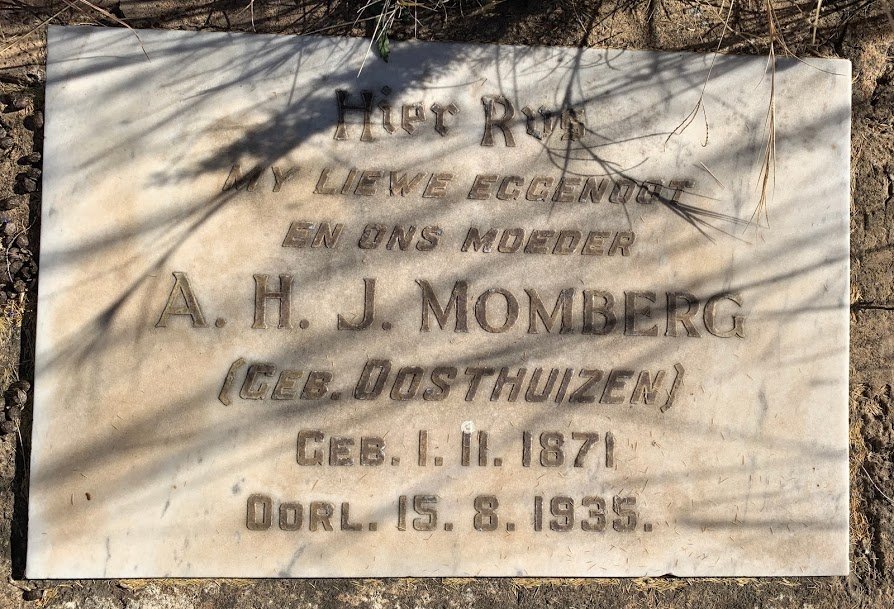 Hier Rus
MY LIEWE EGGENOOT
EN ONS MOEDER
A. H. J. MOMBERG
(GEB. OOSTHUIZEN)
GEB. 1. 11. 1871
OORL. 15. 8. 1935.